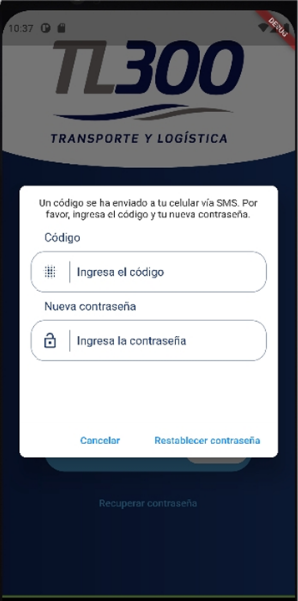 10:37
DEBUG
TL300
TRANSPORTE Y LOGÍSTICA
Un código se ha enviado a tu celular vía SMS. Por
favor, ingresa el código y tu nueva contraseña.
Código
Ingresa el código
Nueva contraseña
Ingresa la contraseña
Cancelar
Restablecer contraseña
Recuperar contraseña